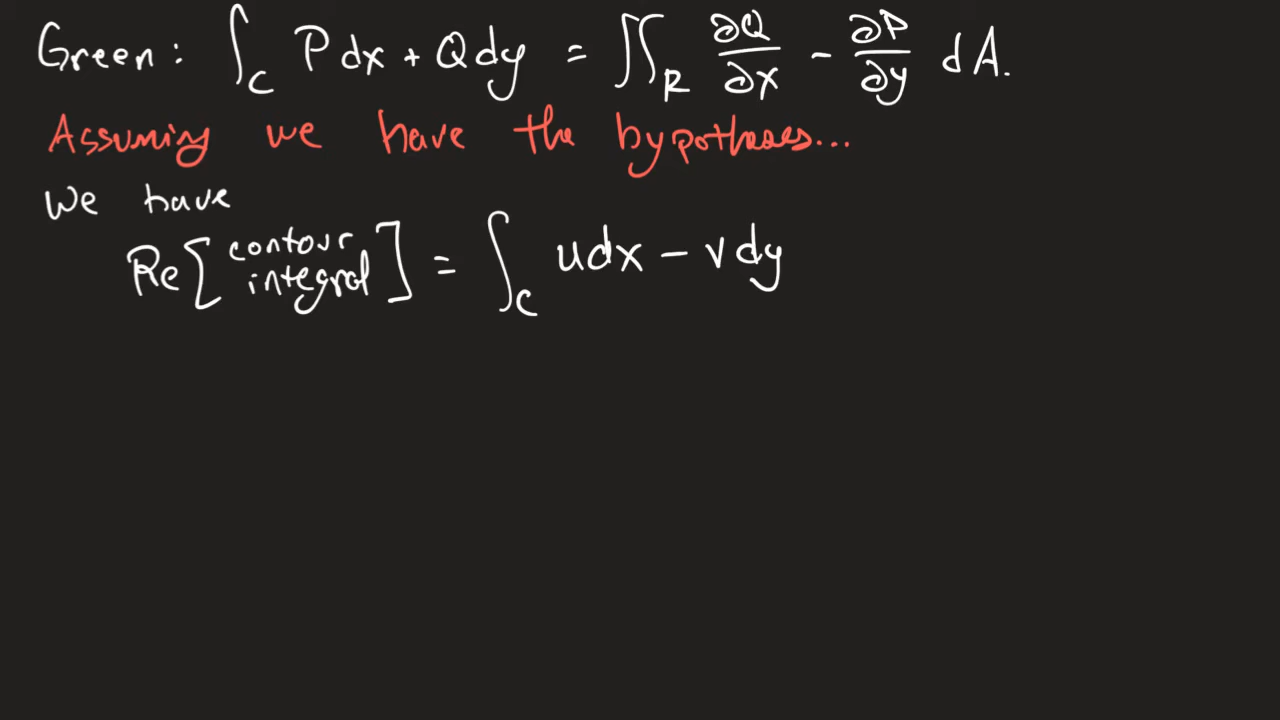 Green: ∫_C P dx + Q dy = ∬_R ∂Q/∂x - ∂P/∂y dA.
Assuming we have the hypotheses...
We have
Re[contour integral] = ∫_C u dx - v dy